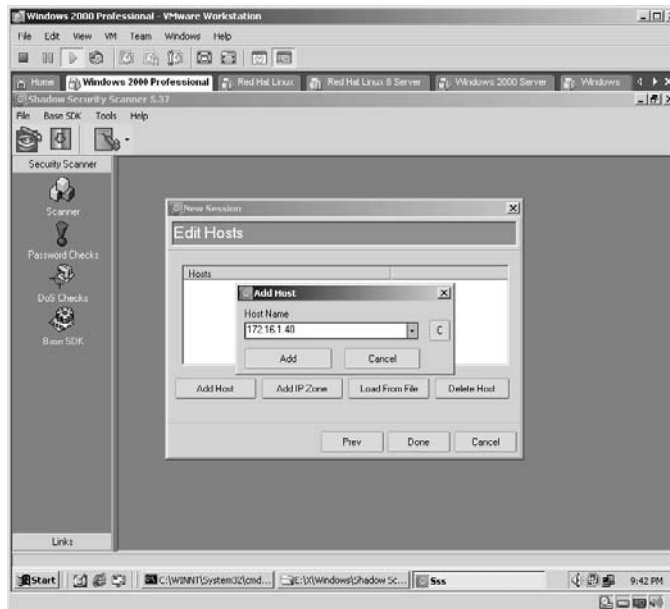 Windows 2000 Professional - VMware Workstation
File Edit View VM Team Windows Help
Home Windows 2000 Professional Red Hat Linux Red Hat Linux 8 Server Windows 2000 Server Windows
Shadow Security Scanner 5.37
File Base SDK Tools Help
Security Scanner
Scanner
Password Checks
DoS Checks
Base SDK
Links
New Session
Edit Hosts
Hosts
Add Host
Host Name
172.16.1.40
C
Add Cancel
Add Host Add IP Zone Load From File Delete Host
Prev Done Cancel
Start C:\WINNT\System32\cmd... E:\X\Windows\Shadow Sc... Sss 9:42 PM